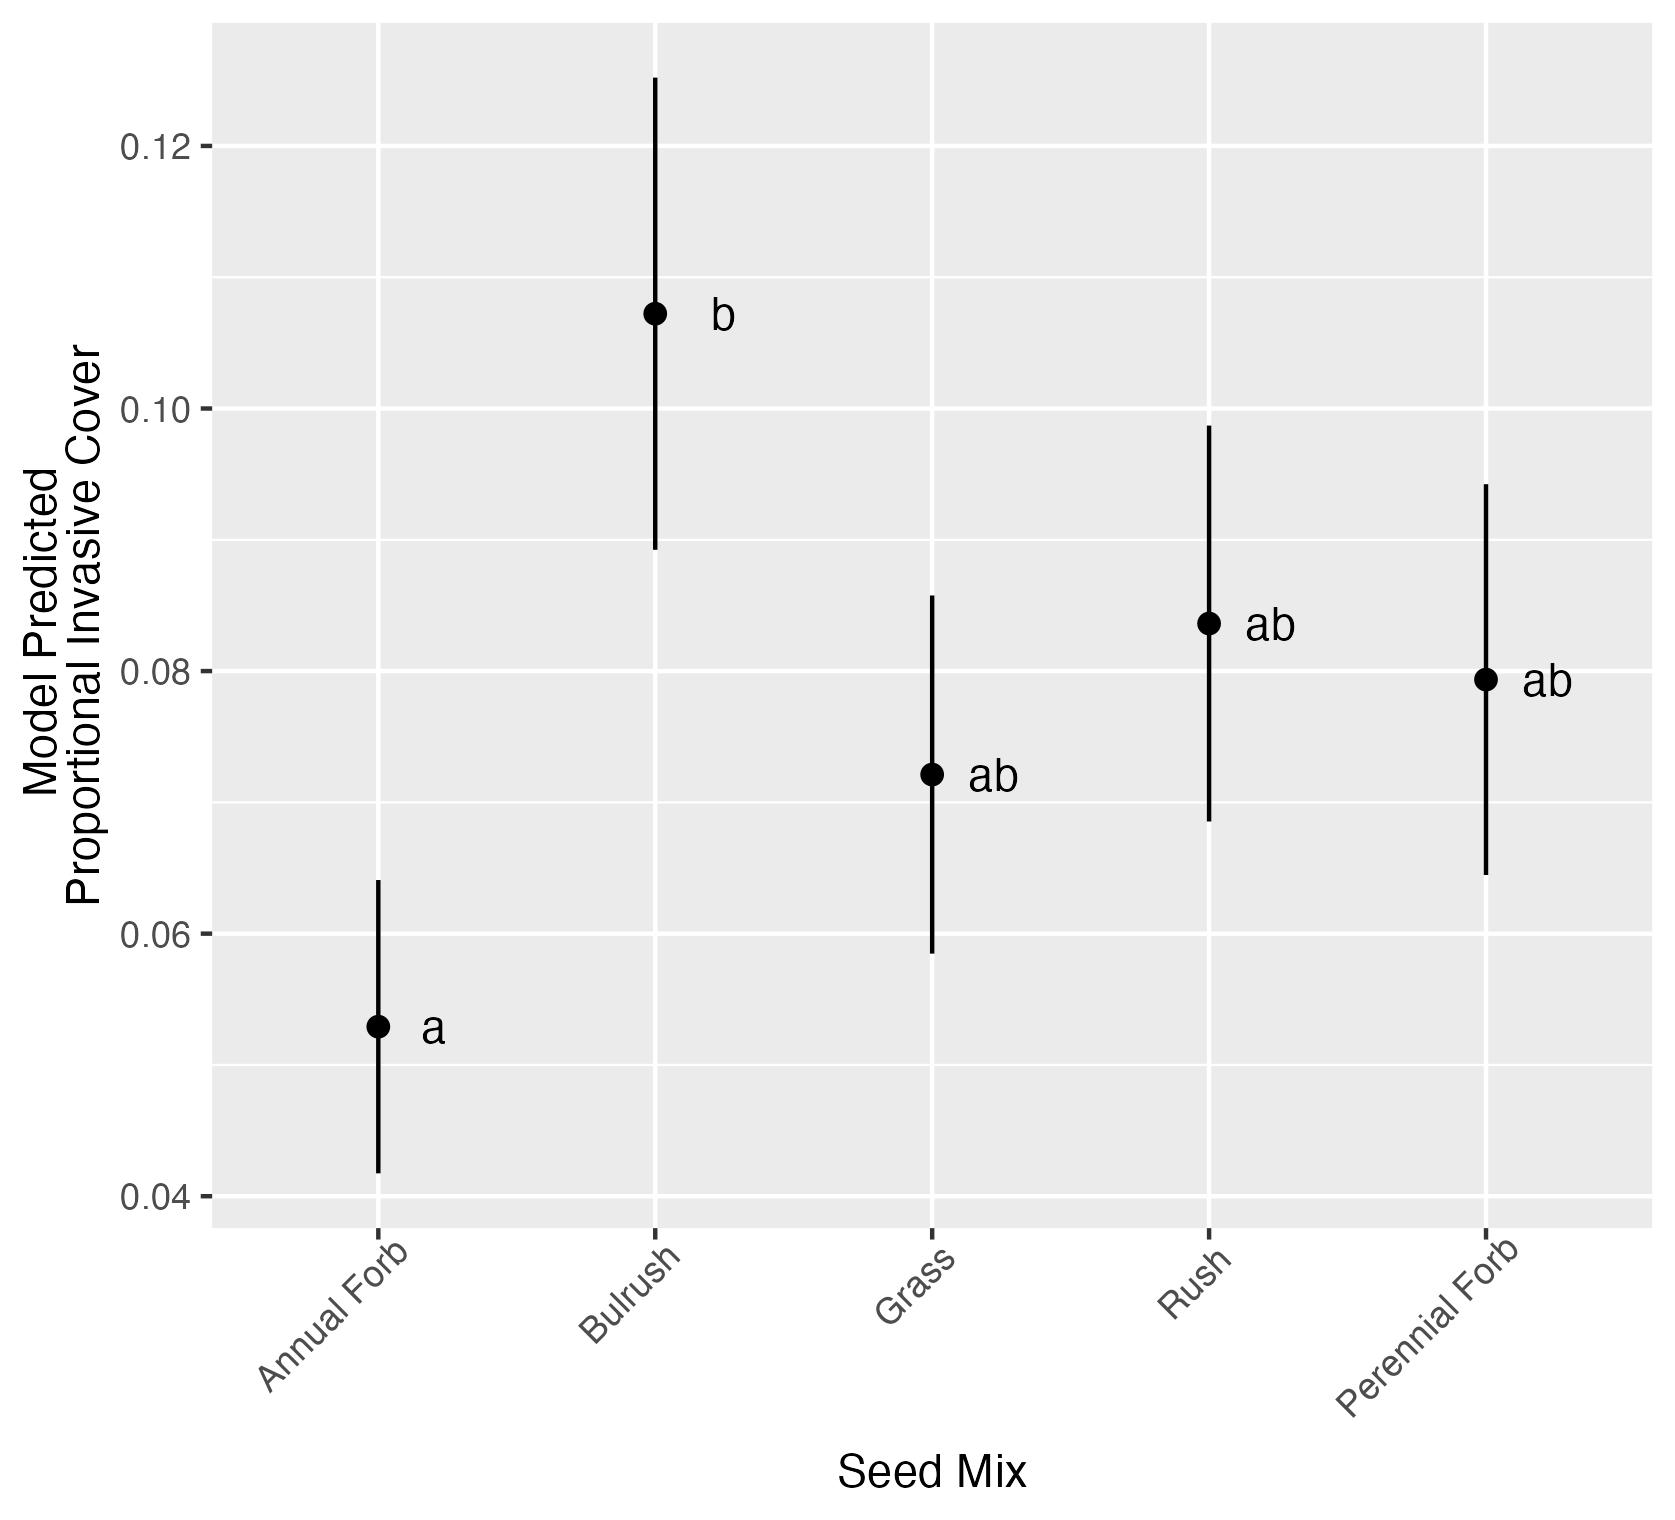 Model Predicted
Proportional Invasive Cover
0.12
0.10
0.08
0.06
0.04
b
ab
ab
ab
a
Annual Forb
Bulrush
Grass
Rush
Perennial Forb
Seed Mix